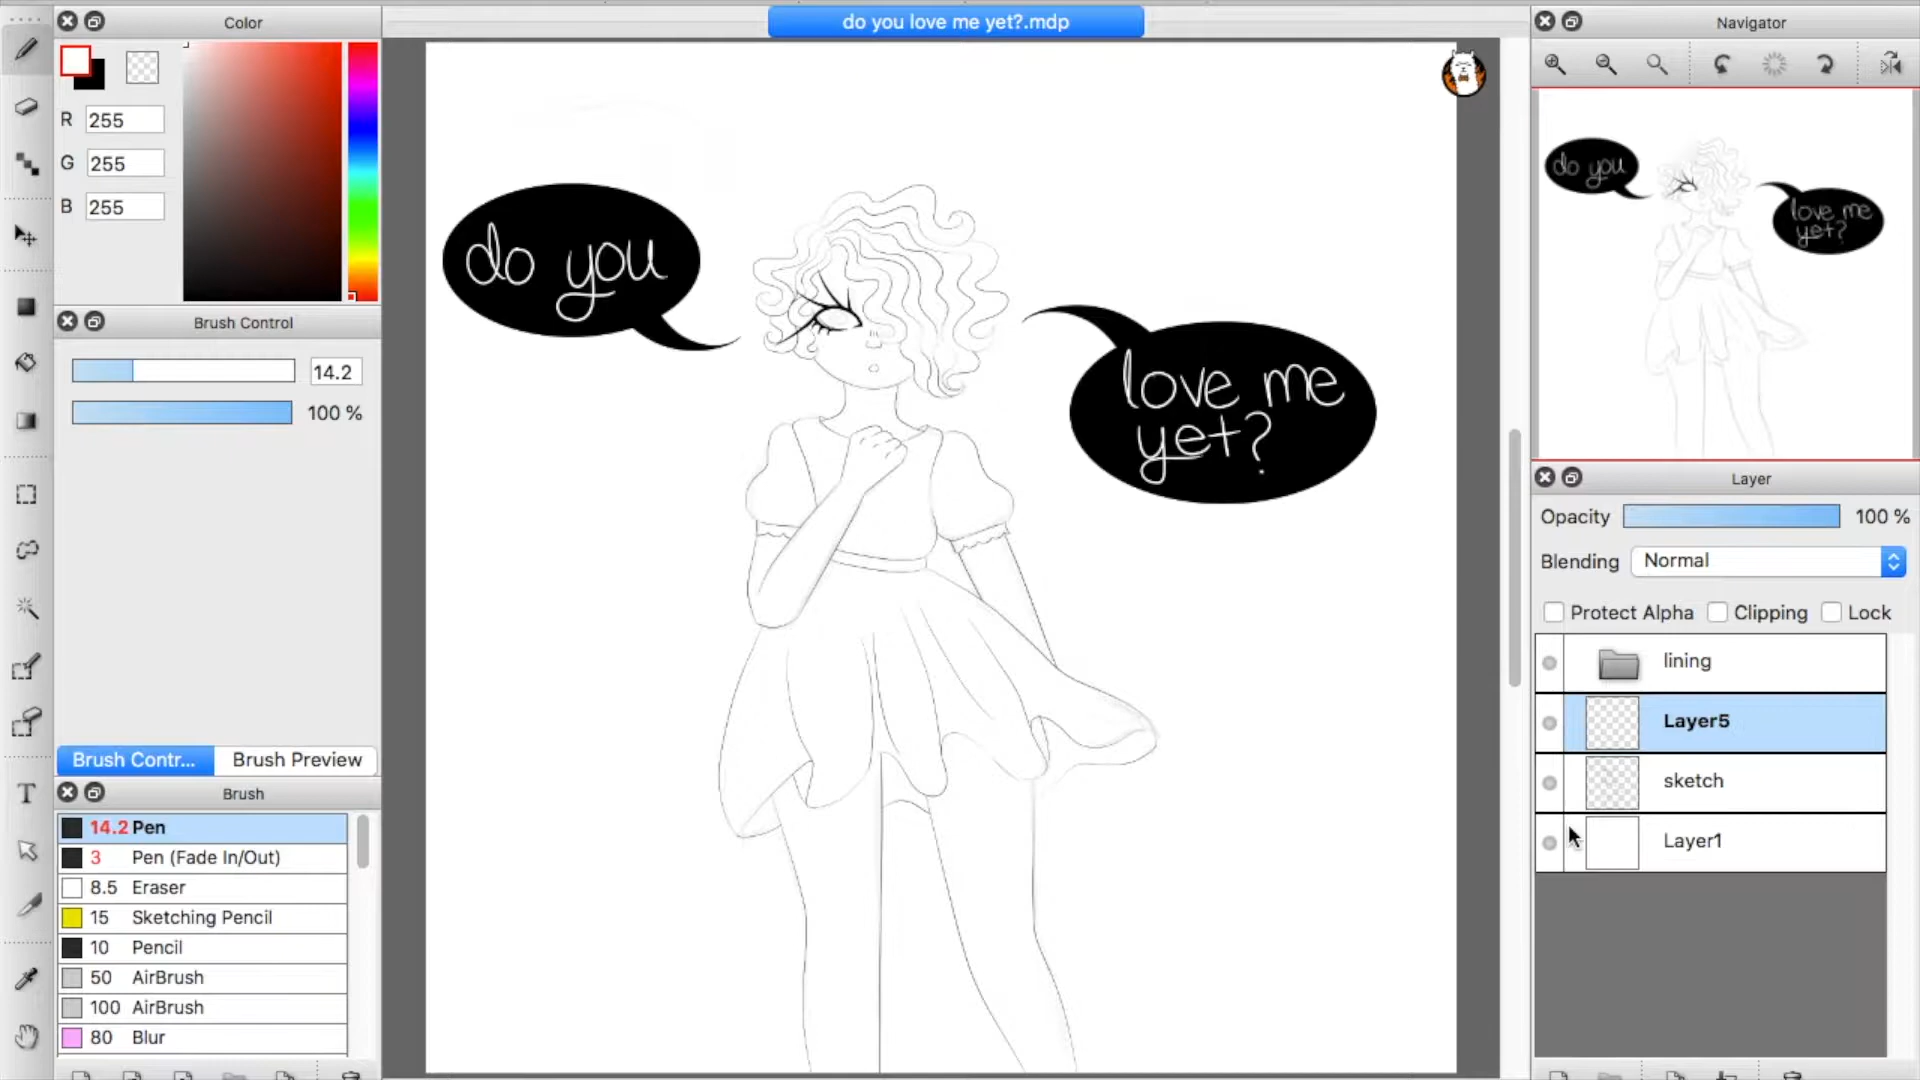 Color
do you love me yet?.mdp
Navigator
R 255
G 255
B 255
Brush Control
14.2
100 %
Brush Contr...
Brush Preview
Brush
14.2 Pen
3 Pen (Fade In/Out)
8.5 Eraser
15 Sketching Pencil
10 Pencil
50 AirBrush
100 AirBrush
80 Blur
T
do you
love me
yet?
do you
love me
yet?
Layer
Opacity 100 %
Blending Normal
Protect Alpha Clipping Lock
lining
Layer5
sketch
Layer1